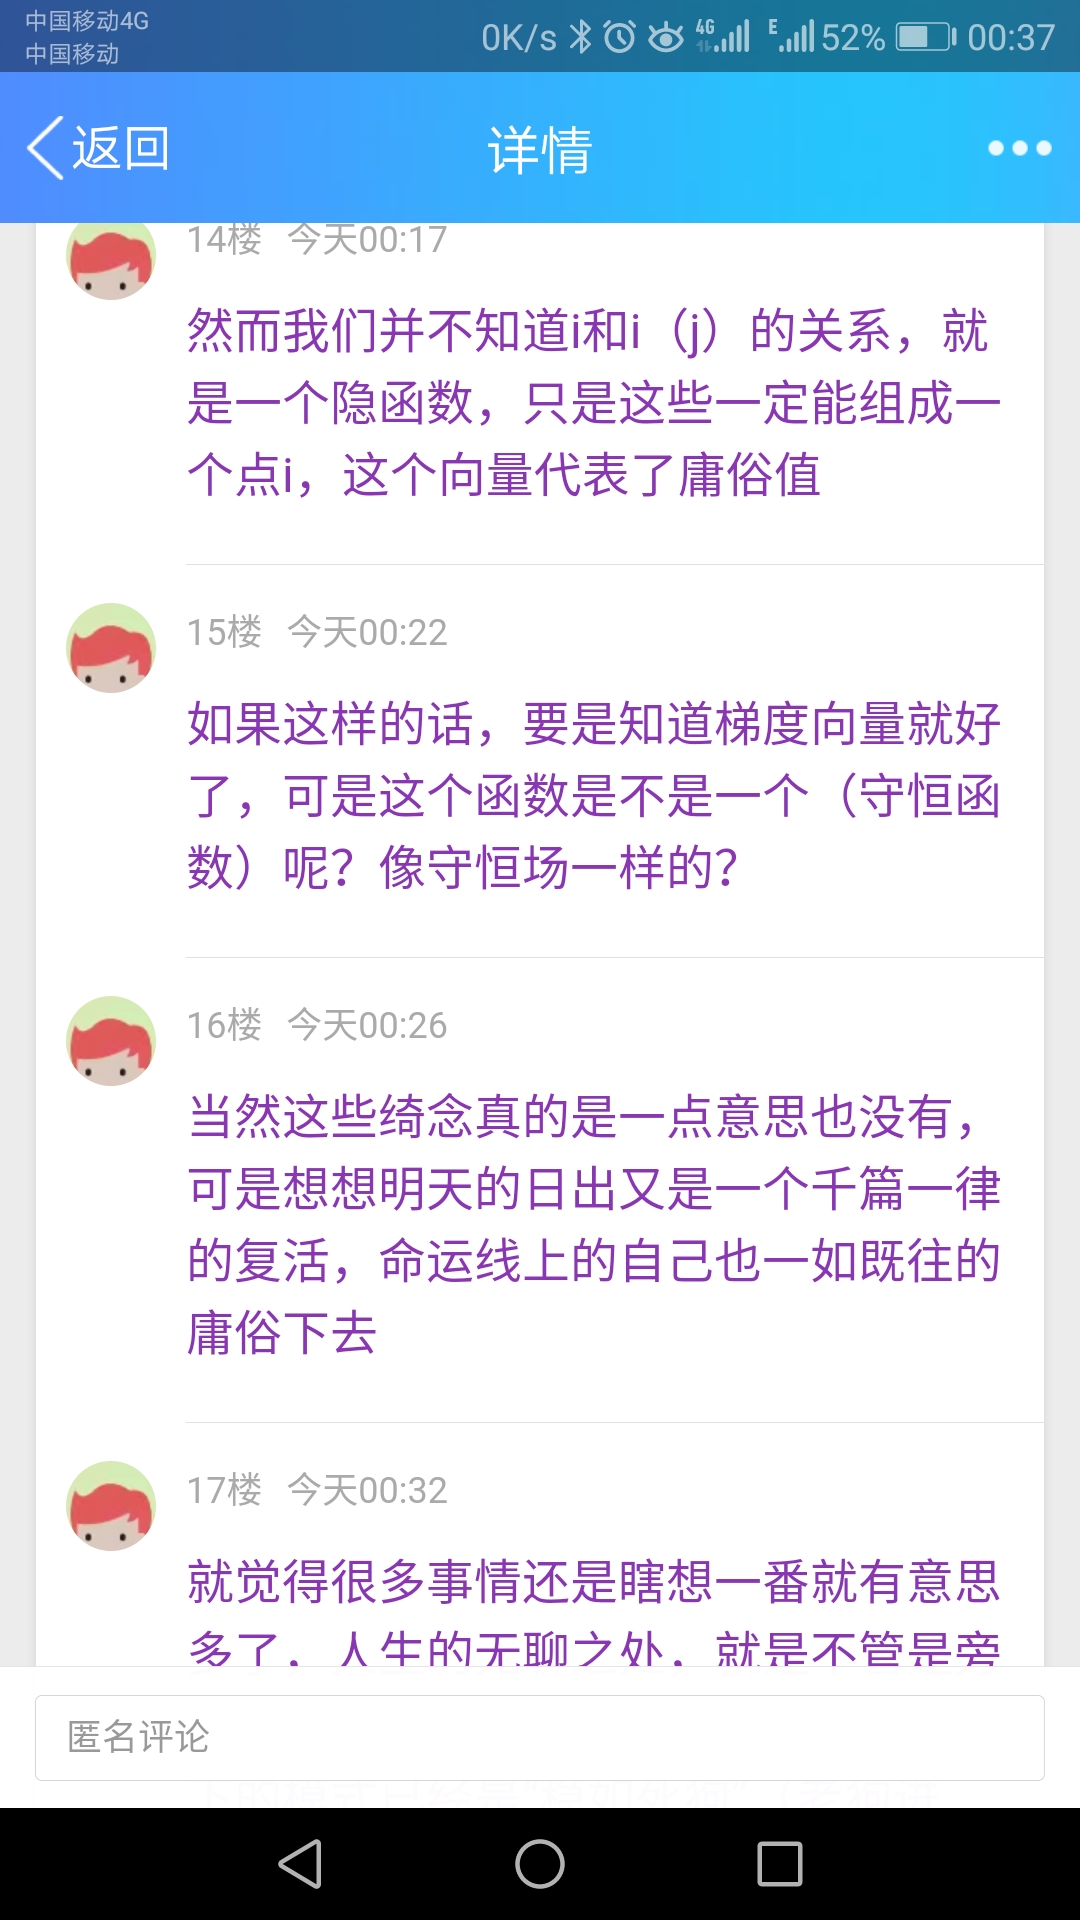 中国移动4G
中国移动
0K/s 4G E 52% 00:37
返回 详情
14楼 今天00:17
然而我们并不知道i和i（j）的关系，就
是一个隐函数，只是这些一定能组成一
个点i，这个向量代表了庸俗值
15楼 今天00:22
如果这样的话，要是知道梯度向量就好
了，可是这个函数是不是一个（守恒函
数）呢？像守恒场一样的？
16楼 今天00:26
当然这些绮念真的是一点意思也没有，
可是想想明天的日出又是一个千篇一律
的复活，命运线上的自己也一如既往的
庸俗下去
17楼 今天00:32
就觉得很多事情还是瞎想一番就有意思
多了，人生的无聊之处，就是不管是旁
匿名评论